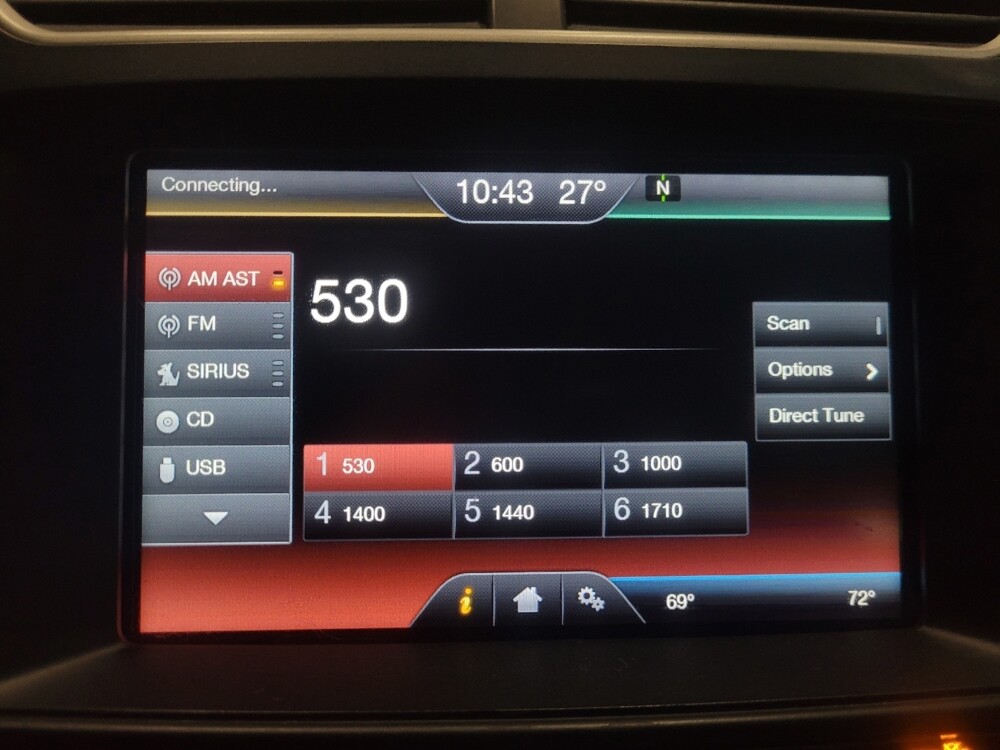 Connecting...
10:43 27°
N
AM AST
FM
SIRIUS
CD
USB
530
Scan
Options
Direct Tune
1 530
2 600
3 1000
4 1400
5 1440
6 1710
i
69°
72°